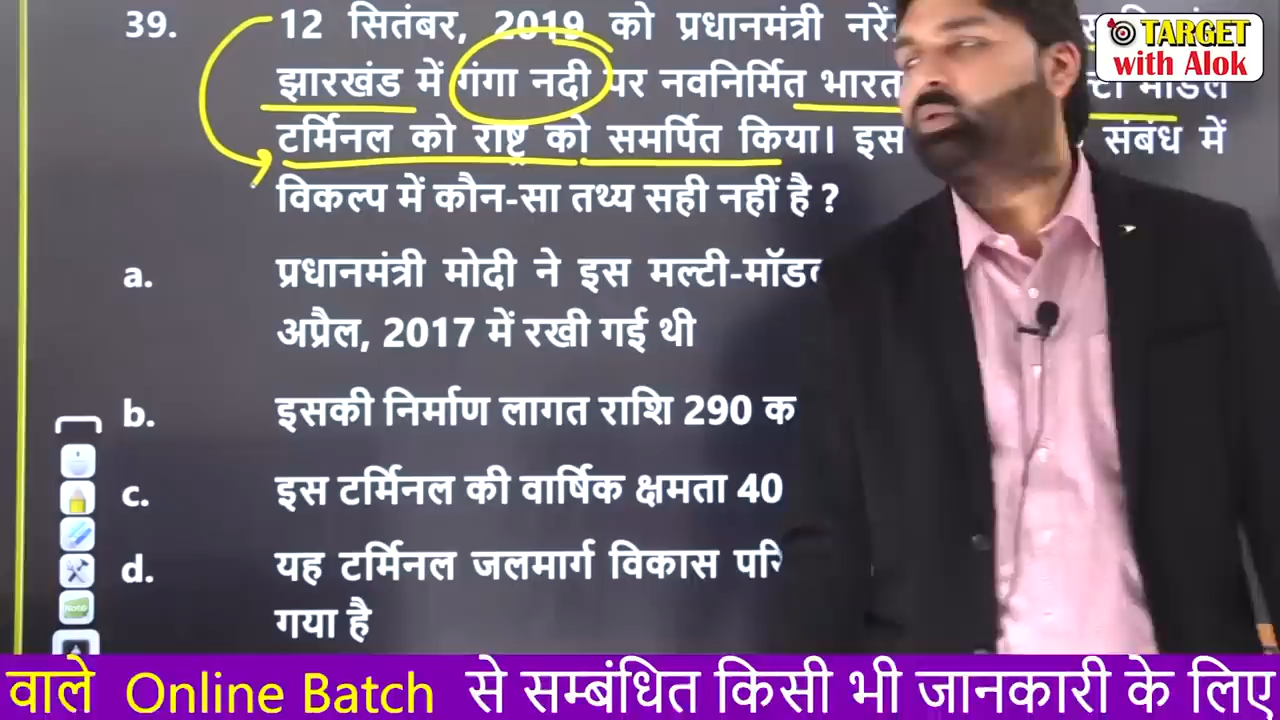 39. 12 सितंबर, 2019 को प्रधानमंत्री
झारखंड में गंगा नदी पर नवनिर्मित भारत
टर्मिनल को राष्ट्र को समर्पित किया। इस संबंध में
विकल्प में कौन-सा तथ्य सही नहीं है ?
a. प्रधानमंत्री मोदी ने इस
अप्रैल, 2017 में रखी गई थी
b. इसकी निर्माण लागत राशि 290
c. इस टर्मिनल की वार्षिक क्षमता 40
d. यह टर्मिनल जलमार्ग विकास
गया है
TARGET
with Alok
वाले Online Batch से सम्बंधित किसी भी जानकारी के लिए